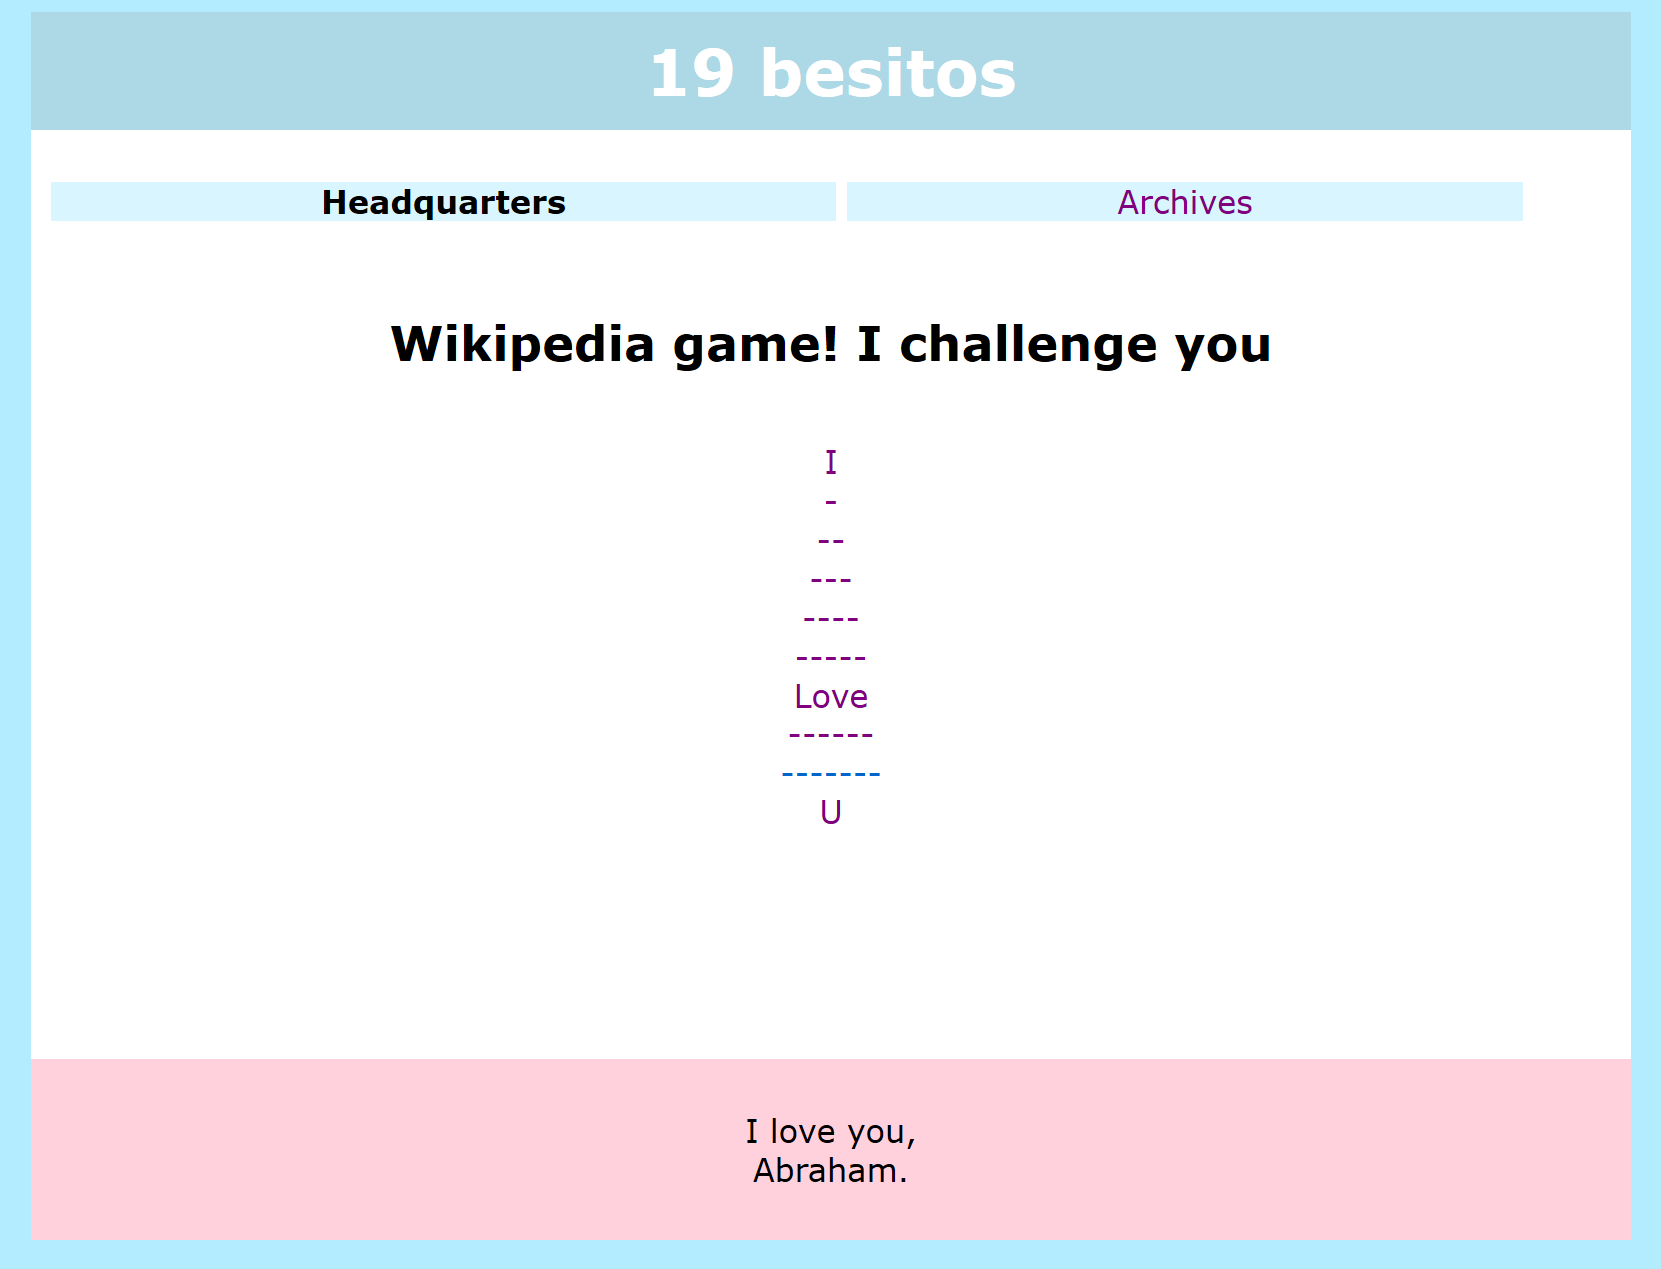 19 besitos
Headquarters
Archives
Wikipedia game! I challenge you
I
-
--
---
----
-----
Love
------
-------
U
I love you,
Abraham.